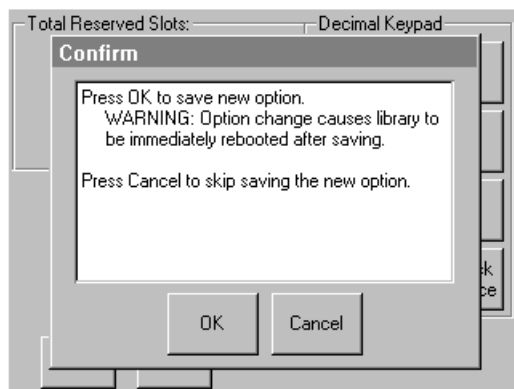 Total Reserved Slots:
Decimal Keypad
Confirm
Press OK to save new option.
WARNING: Option change causes library to
be immediately rebooted after saving.
Press Cancel to skip saving the new option.
OK
Cancel